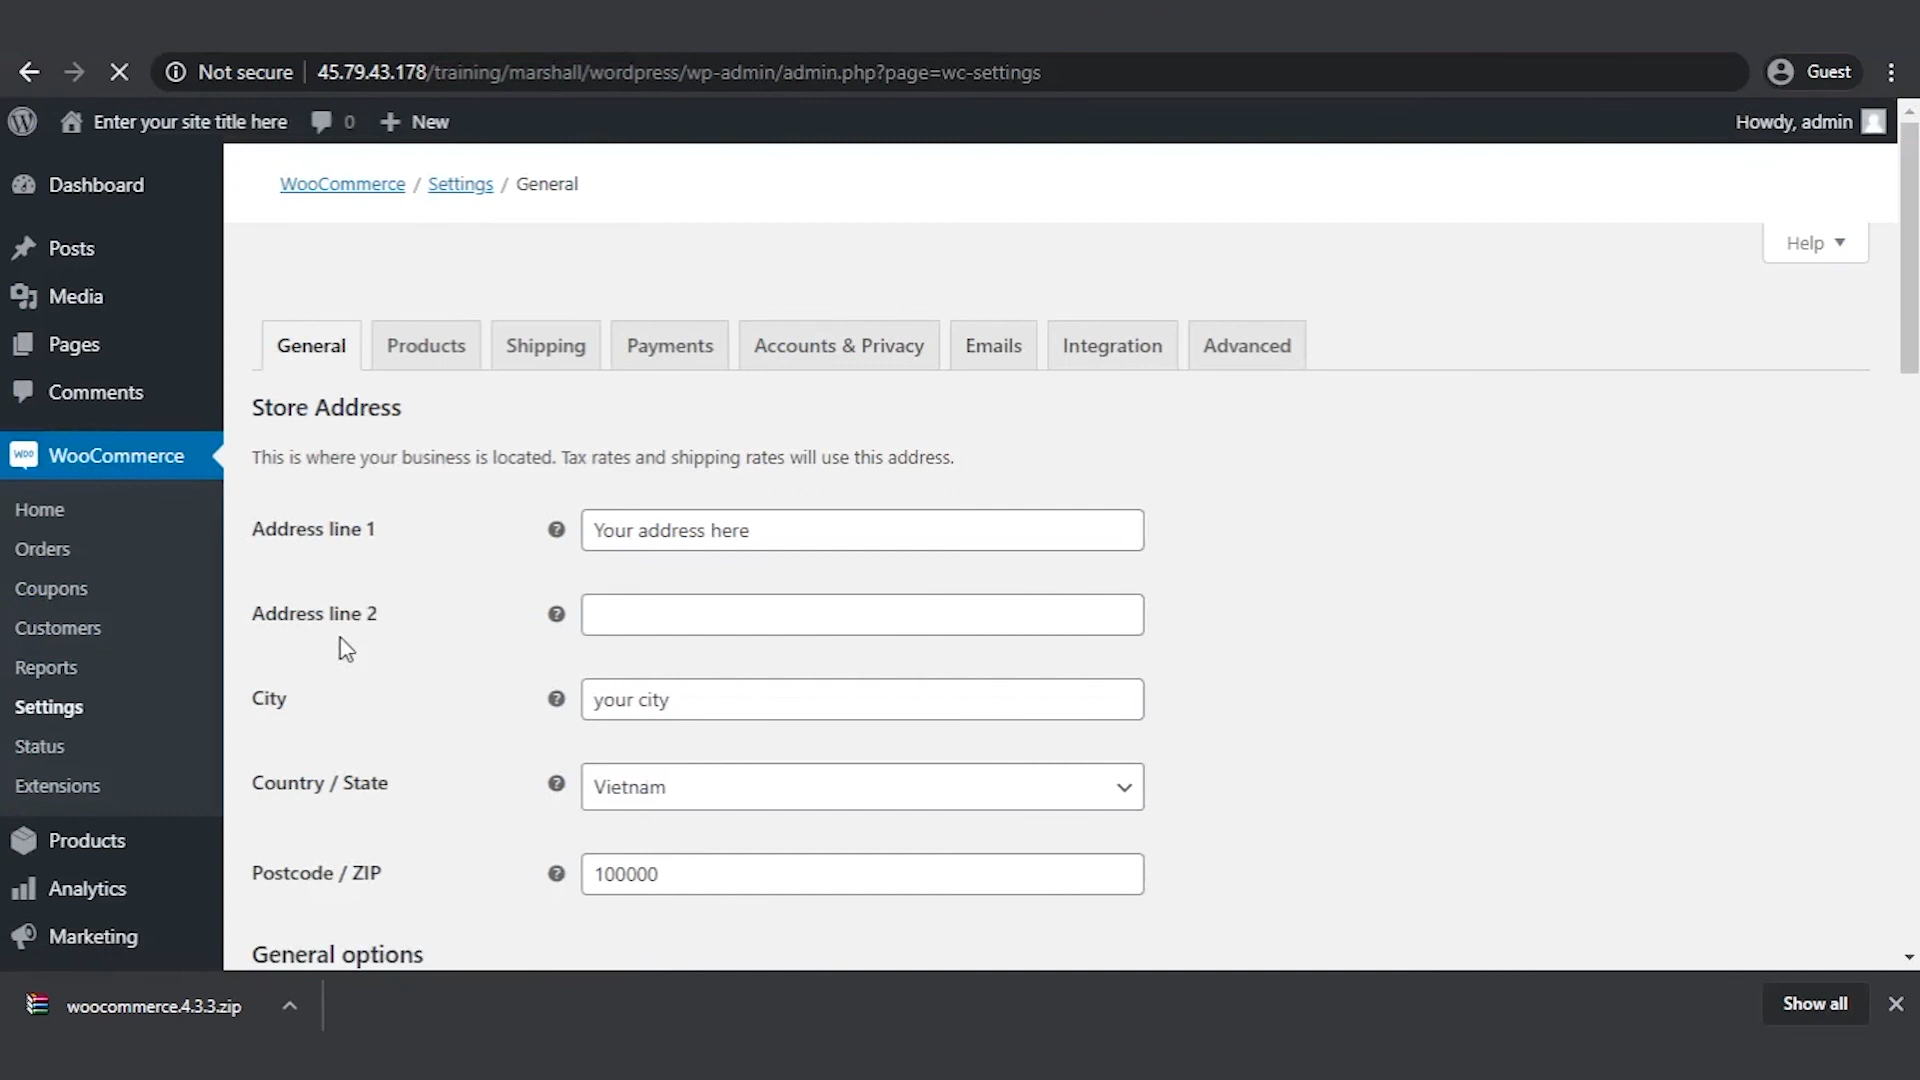 Not secure 45.79.43.178/training/marshall/wordpress/wp-admin/admin.php?page=wc-settings Guest
Enter your site title here 0 New Howdy, admin
Dashboard
Posts
Media
Pages
Comments
WOO WooCommerce
Home
Orders
Coupons
Customers
Reports
Settings
Status
Extensions
Products
Analytics
Marketing
WooCommerce / Settings / General
Help
General Products Shipping Payments Accounts & Privacy Emails Integration Advanced
Store Address
This is where your business is located. Tax rates and shipping rates will use this address.
Address line 1 Your address here
Address line 2
City your city
Country / State Vietnam
Postcode / ZIP 100000
General options
woocommerce.4.3.3.zip Show all